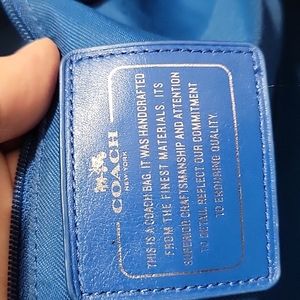 COACH
NEW YORK
THIS IS A COACH BAG. IT WAS HANDCRAFTED
FROM THE FINEST MATERIALS. ITS
SUPERIOR CRAFTSMANSHIP AND ATTENTION
TO DETAIL REFLECT OUR COMMITMENT
TO ENDURING QUALITY.